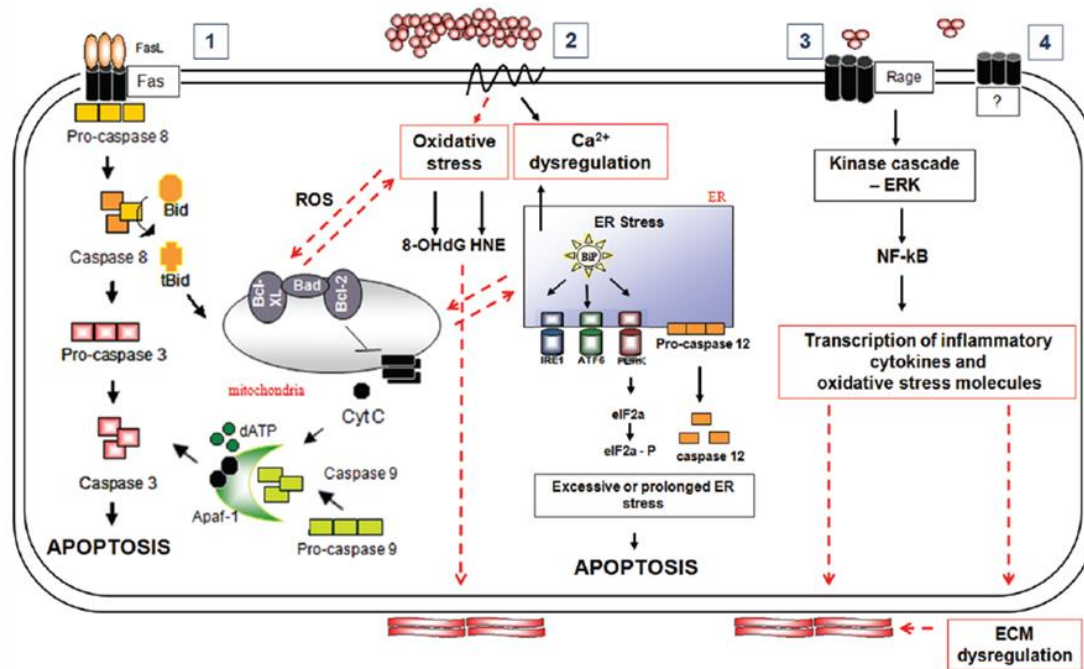 1
2
3
4
FasL
Fas
Rage
?
Pro-caspase 8
Oxidative
stress
Ca2+
dysregulation
Kinase cascade
– ERK
Bid
ROS
ER
ER Stress
Caspase 8
8-OHdG HNE
BiP
NF-kB
tBid
Bcl-
XL
Bad
Bcl-2
Pro-caspase 3
IRE1
ATF6
PERK
Pro-caspase 12
Transcription of inflammatory
cytokines and
oxidative stress molecules
mitochondria
Cyt C
dATP
eIF2a
eIF2a - P
caspase 12
Caspase 3
Caspase 9
Apaf-1
Pro-caspase 9
Excessive or prolonged ER
stress
APOPTOSIS
APOPTOSIS
ECM
dysregulation